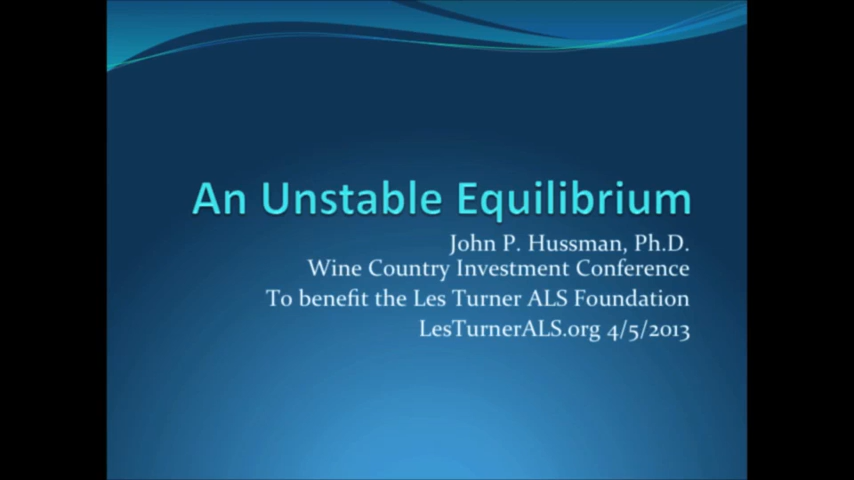 An Unstable Equilibrium
John P. Hussman, Ph.D.
Wine Country Investment Conference
To benefit the Les Turner ALS Foundation
LesTurnerALS.org 4/5/2013